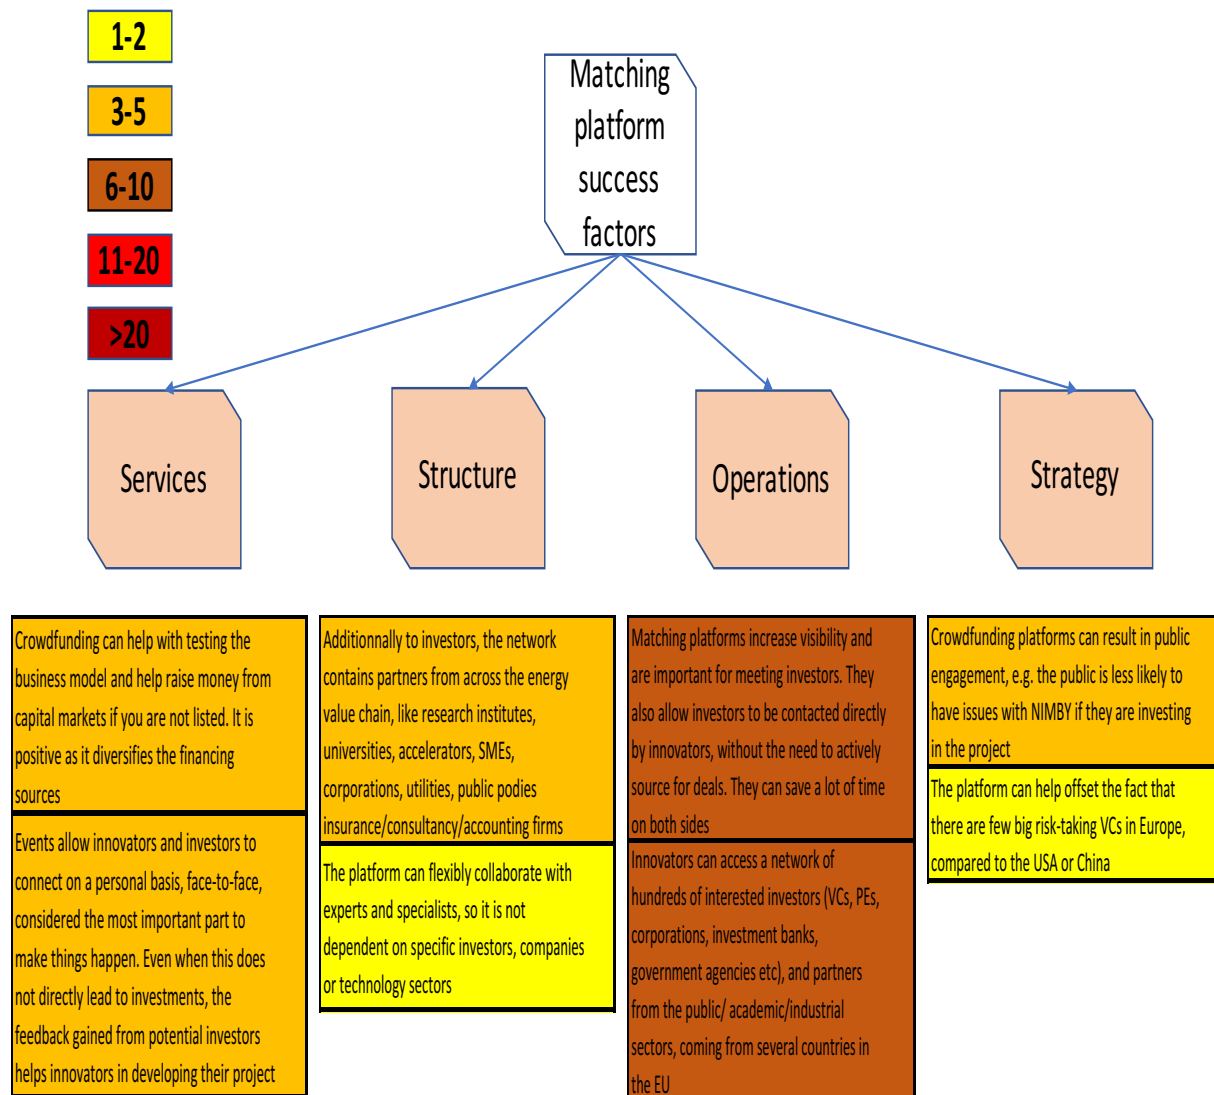 1-2
3-5
6-10
11-20
>20
Matching
platform
success
factors
Services
Structure
Operations
Strategy
Crowdfunding can help with testing the
business model and help raise money from
capital markets if you are not listed. It is
positive as it diversifies the financing
sources
Events allow innovators and investors to
connect on a personal basis, face-to-face,
considered the most important part to
make things happen. Even when this does
not directly lead to investments, the
feedback gained from potential investors
helps innovators in developing their project
Additionnally to investors, the network
contains partners from across the energy
value chain, like research institutes,
universities, accelerators, SMEs,
corporations, utilities, public podies
insurance/consultancy/accounting firms
The platform can flexibly collaborate with
experts and specialists, so it is not
dependent on specific investors, companies
or technology sectors
Matching platforms increase visibility and
are important for meeting investors. They
also allow investors to be contacted directly
by innovators, without the need to actively
source for deals. They can save a lot of time
on both sides
Innovators can access a network of
hundreds of interested investors (VCs, PEs,
corporations, investment banks,
government agencies etc), and partners
from the public/ academic/industrial
sectors, coming from several countries in
the EU
Crowdfunding platforms can result in public
engagement, e.g. the public is less likely to
have issues with NIMBY if they are investing
in the project
The platform can help offset the fact that
there are few big risk-taking VCs in Europe,
compared to the USA or China